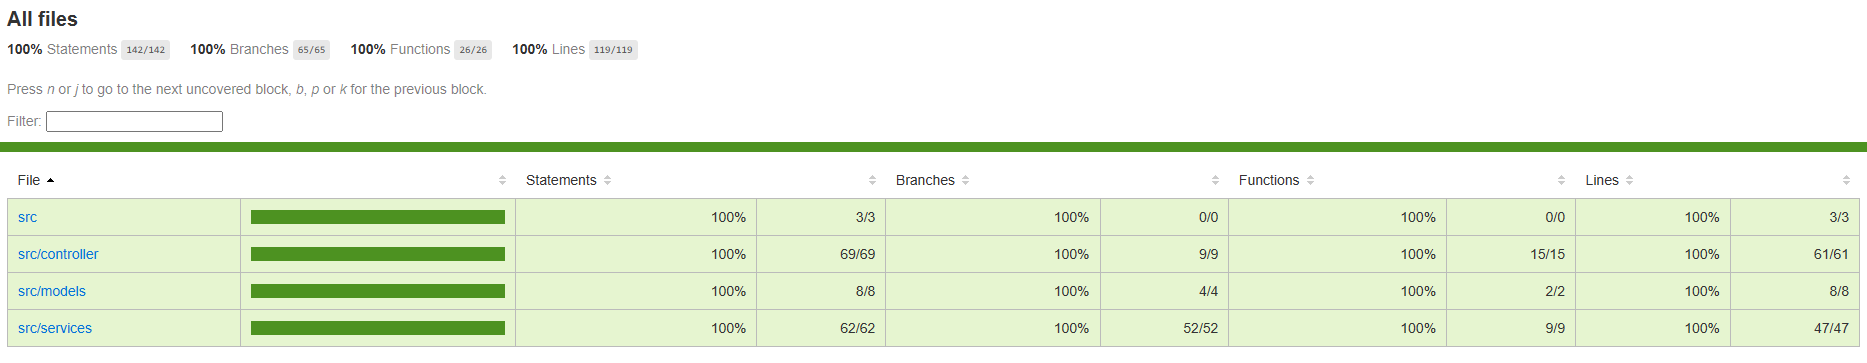 All files
100% Statements 142/142 100% Branches 65/65 100% Functions 26/26 100% Lines 119/119
Press n or j to go to the next uncovered block, b, p or k for the previous block.
Filter:
File Statements Branches Functions Lines
src 100% 3/3 100% 0/0 100% 0/0 100% 3/3
src/controller 100% 69/69 100% 9/9 100% 15/15 100% 61/61
src/models 100% 8/8 100% 4/4 100% 2/2 100% 8/8
src/services 100% 62/62 100% 52/52 100% 9/9 100% 47/47